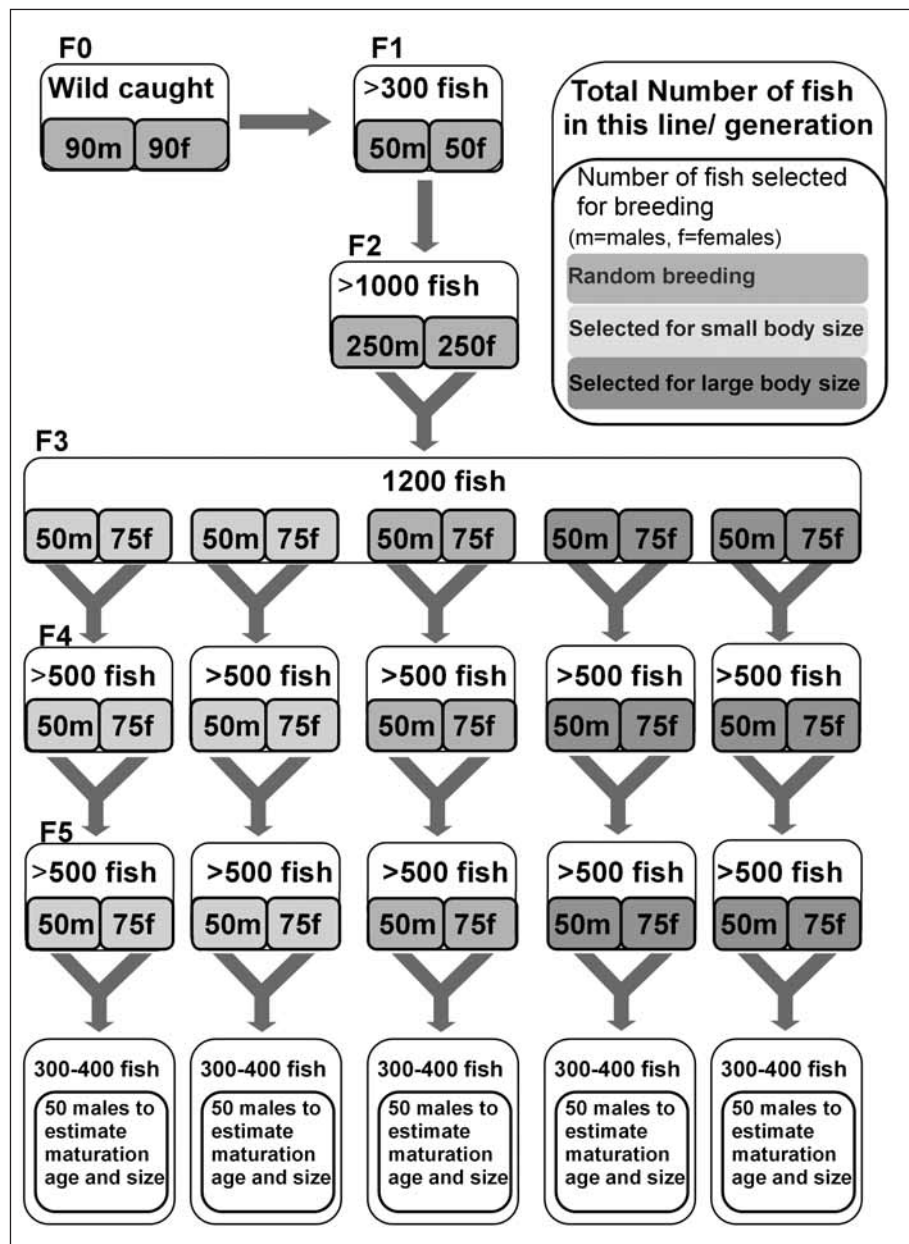 F0
Wild caught
90m 90f
F1
>300 fish
50m 50f
Total Number of fish
in this line/ generation
Number of fish selected
for breeding
(m=males, f=females)
Random breeding
Selected for small body size
Selected for large body size
F2
>1000 fish
250m 250f
F3
1200 fish
50m 75f 50m 75f 50m 75f 50m 75f 50m 75f
F4
>500 fish >500 fish >500 fish >500 fish >500 fish
50m 75f 50m 75f 50m 75f 50m 75f 50m 75f
F5
>500 fish >500 fish >500 fish >500 fish >500 fish
50m 75f 50m 75f 50m 75f 50m 75f 50m 75f
300-400 fish
50 males to
estimate
maturation
age and size
300-400 fish
50 males to
estimate
maturation
age and size
300-400 fish
50 males to
estimate
maturation
age and size
300-400 fish
50 males to
estimate
maturation
age and size
300-400 fish
50 males to
estimate
maturation
age and size